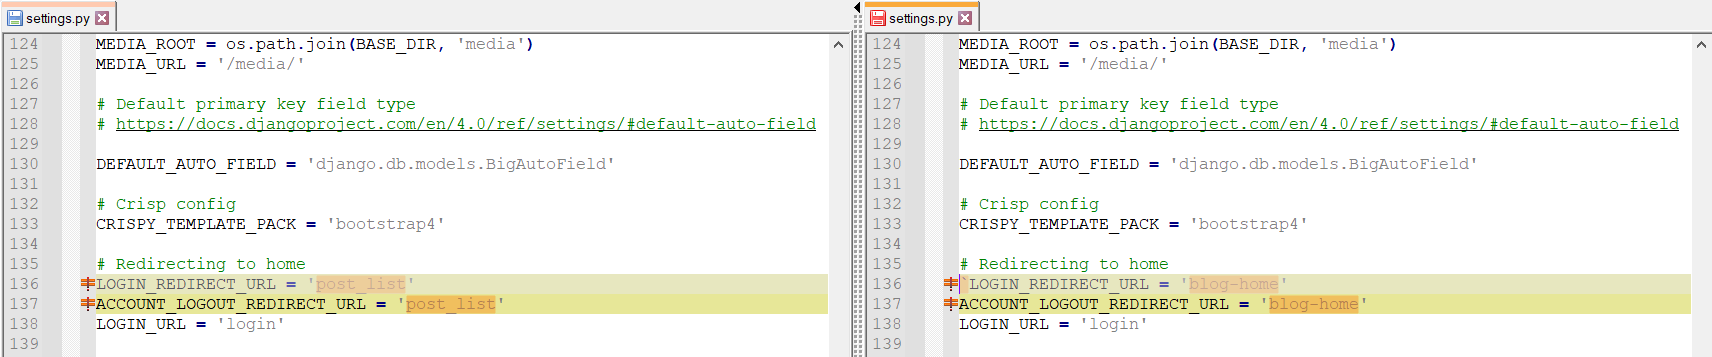 settings.py
124 MEDIA_ROOT = os.path.join(BASE_DIR, 'media')
125 MEDIA_URL = '/media/'
126
127 # Default primary key field type
128 # https://docs.djangoproject.com/en/4.0/ref/settings/#default-auto-field
129
130 DEFAULT_AUTO_FIELD = 'django.db.models.BigAutoField'
131
132 # Crisp config
133 CRISPY_TEMPLATE_PACK = 'bootstrap4'
134
135 # Redirecting to home
136 LOGIN_REDIRECT_URL = 'post_list'
137 ACCOUNT_LOGOUT_REDIRECT_URL = 'post_list'
138 LOGIN_URL = 'login'
139
settings.py
124 MEDIA_ROOT = os.path.join(BASE_DIR, 'media')
125 MEDIA_URL = '/media/'
126
127 # Default primary key field type
128 # https://docs.djangoproject.com/en/4.0/ref/settings/#default-auto-field
129
130 DEFAULT_AUTO_FIELD = 'django.db.models.BigAutoField'
131
132 # Crisp config
133 CRISPY_TEMPLATE_PACK = 'bootstrap4'
134
135 # Redirecting to home
136 `LOGIN_REDIRECT_URL = 'blog-home'
137 ACCOUNT_LOGOUT_REDIRECT_URL = 'blog-home'
138 LOGIN_URL = 'login'
139